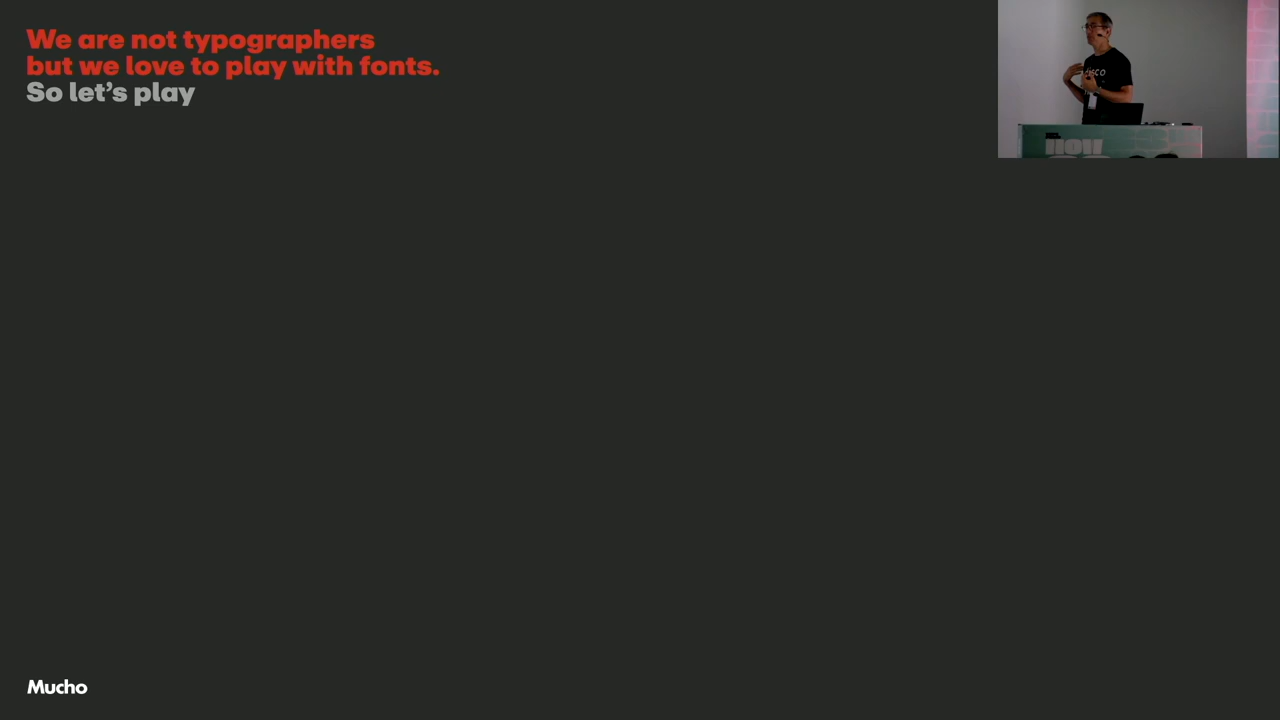 We are not typographers
but we love to play with fonts.
So let's play
Mucho